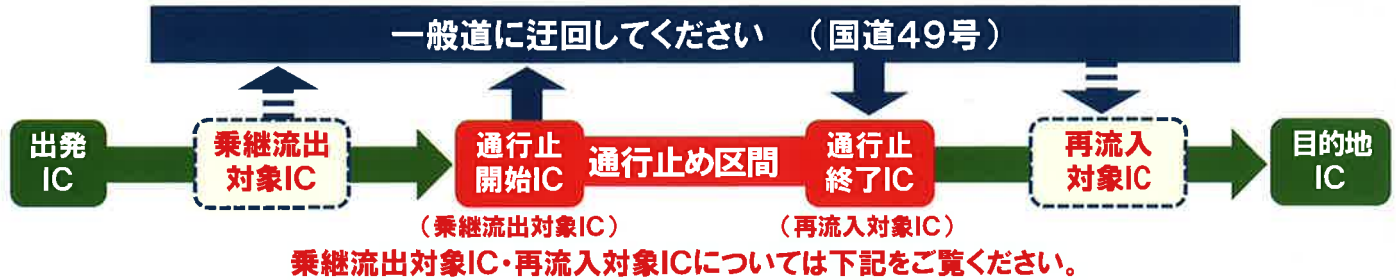 一般道に迂回してください （国道49号）
出発
IC
乗継流出
対象IC
通行止
開始IC
通行止め区間
通行止
終了IC
再流入
対象IC
目的地
IC
（乗継流出対象IC）
（再流入対象IC）
乗継流出対象IC・再流入対象ICについては下記をご覧ください。